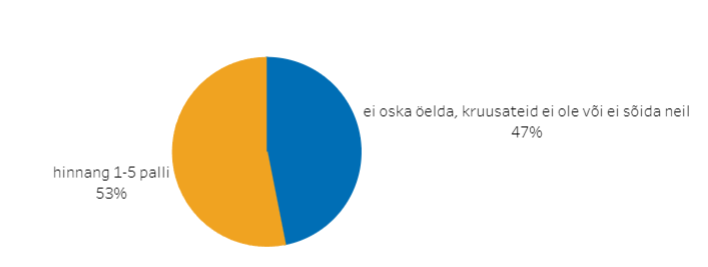 ei oska öelda, kruusateid ei ole või ei sõida neil
47%
hinnang 1-5 palli
53%